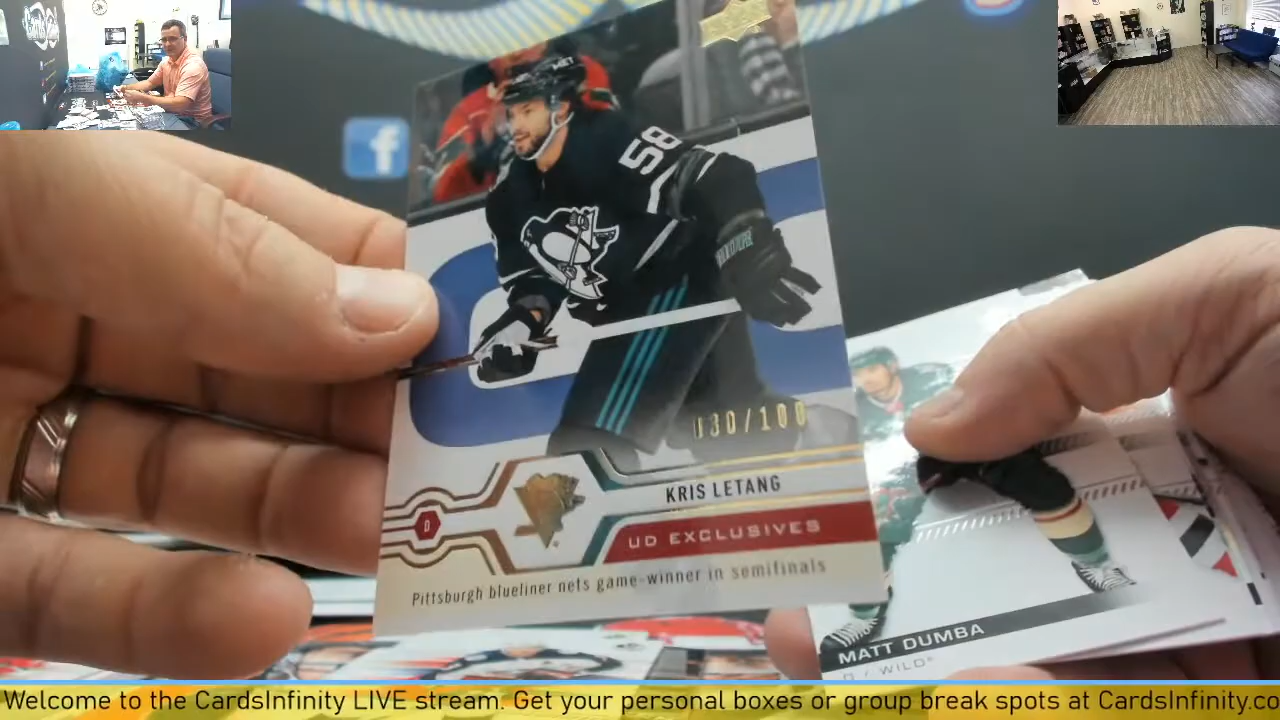 58
030/100
KRIS LETANG
D
UD EXCLUSIVES
Pittsburgh blueliner nets game-winner in semifinals
MATT DUMBA
D / WILD
Welcome to the CardsInfinity LIVE stream. Get your personal boxes or group break spots at CardsInfinity.co